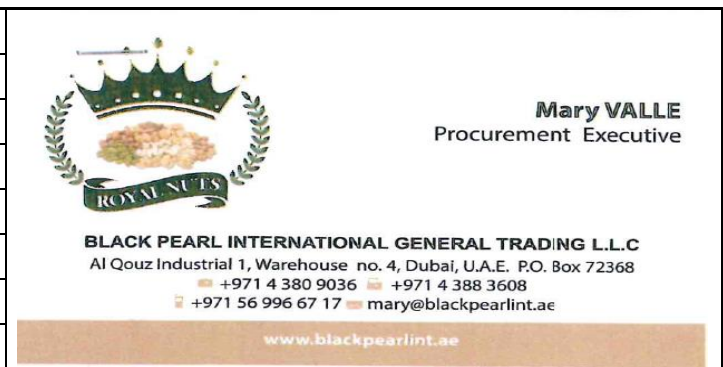 ROYAL NUTS
Mary VALLE
Procurement Executive
BLACK PEARL INTERNATIONAL GENERAL TRADING L.L.C
Al Qouz Industrial 1, Warehouse no. 4, Dubai, U.A.E. P.O. Box 72368
+971 4 380 9036 +971 4 388 3608
+971 56 996 67 17 mary@blackpearlint.ae
www.blackpearlint.ae